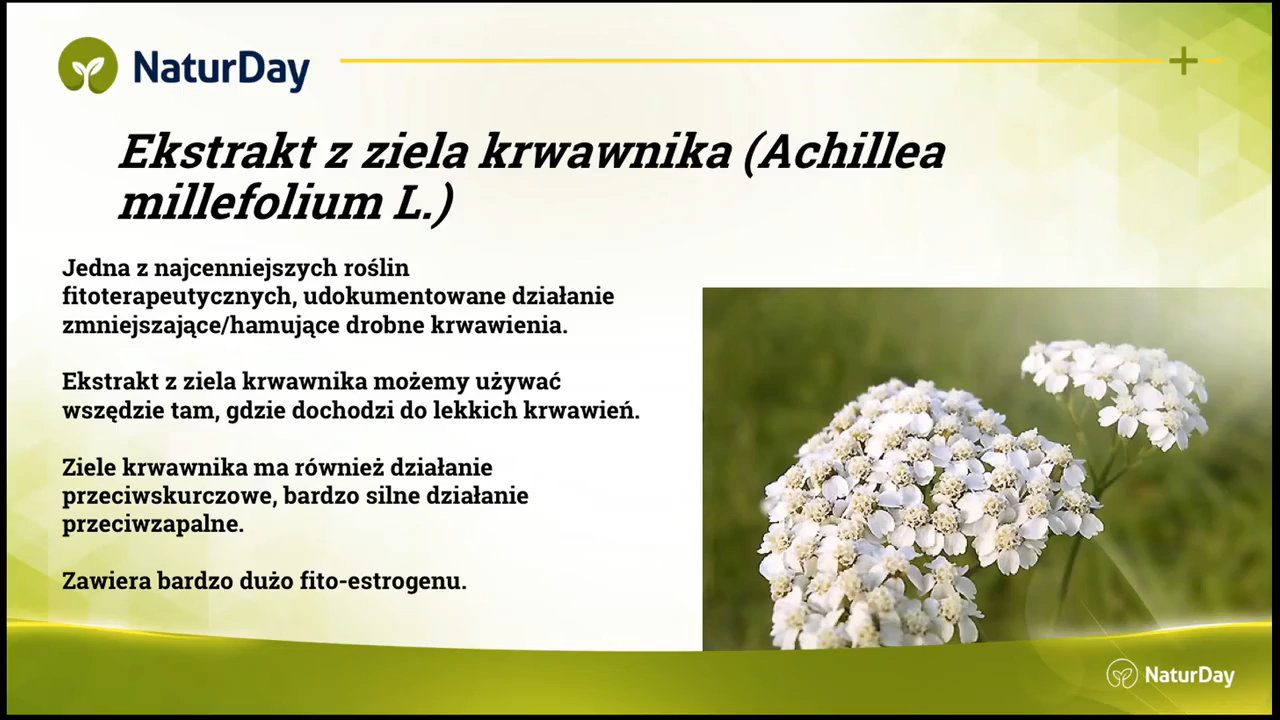 NaturDay
Ekstrakt z ziela krwawnika (Achillea
millefolium L.)
Jedna z najcenniejszych roślin
fitoterapeutycznych, udokumentowane działanie
zmniejszające/hamujące drobne krwawienia.
Ekstrakt z ziela krwawnika możemy używać
wszędzie tam, gdzie dochodzi do lekkich krwawień.
Ziele krwawnika ma również działanie
przeciwskurczowe, bardzo silne działanie
przeciwzapalne.
Zawiera bardzo dużo fito-estrogenu.
NaturDay